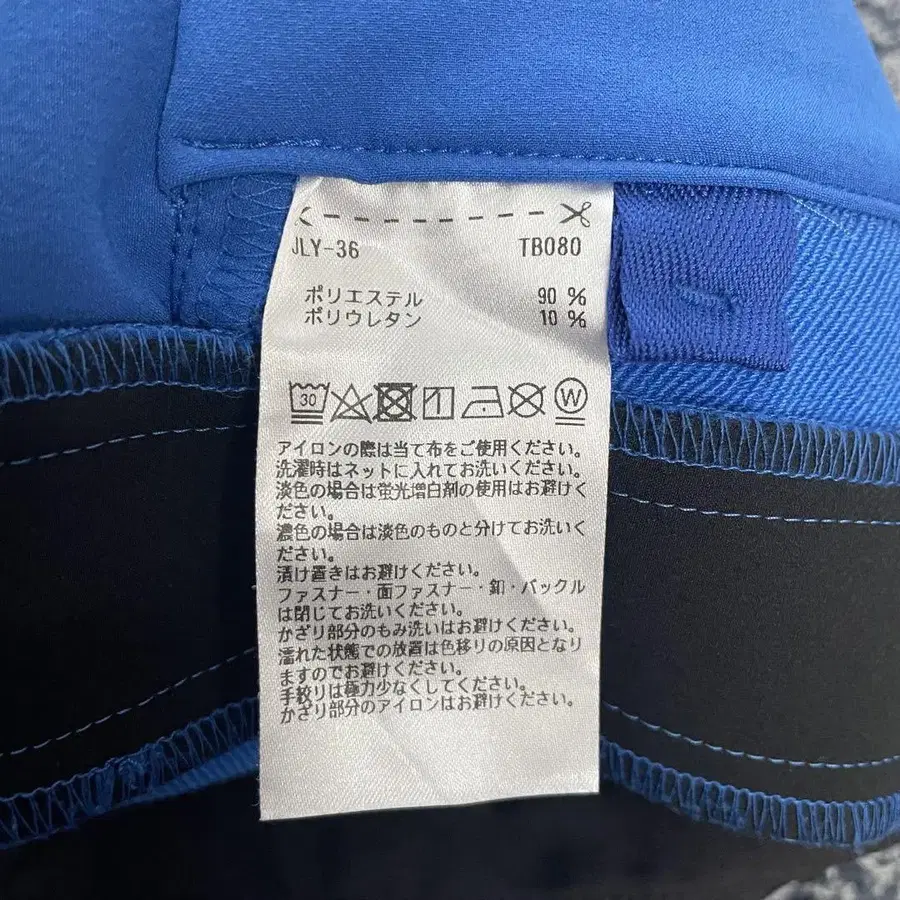 JLY-36 TB080
ポリエステル 90 %
ポリウレタン 10 %
30 W
アイロンの際は当て布をご使用ください。
洗濯時はネットに入れてお洗いください。
淡色の場合は蛍光増白剤の使用はお避けく
ださい。
濃色の場合は淡色のものと分けてお洗いく
ださい。
漬け置きはお避けください。
ファスナー・面ファスナー・釦・バックル
は閉じてお洗いください。
かざり部分のもみ洗いはお避けください。
濡れた状態での放置は色移りの原因となり
ますのでお避けください。
手絞りは極力少なくしてください。
かざり部分のアイロンはお避けください。